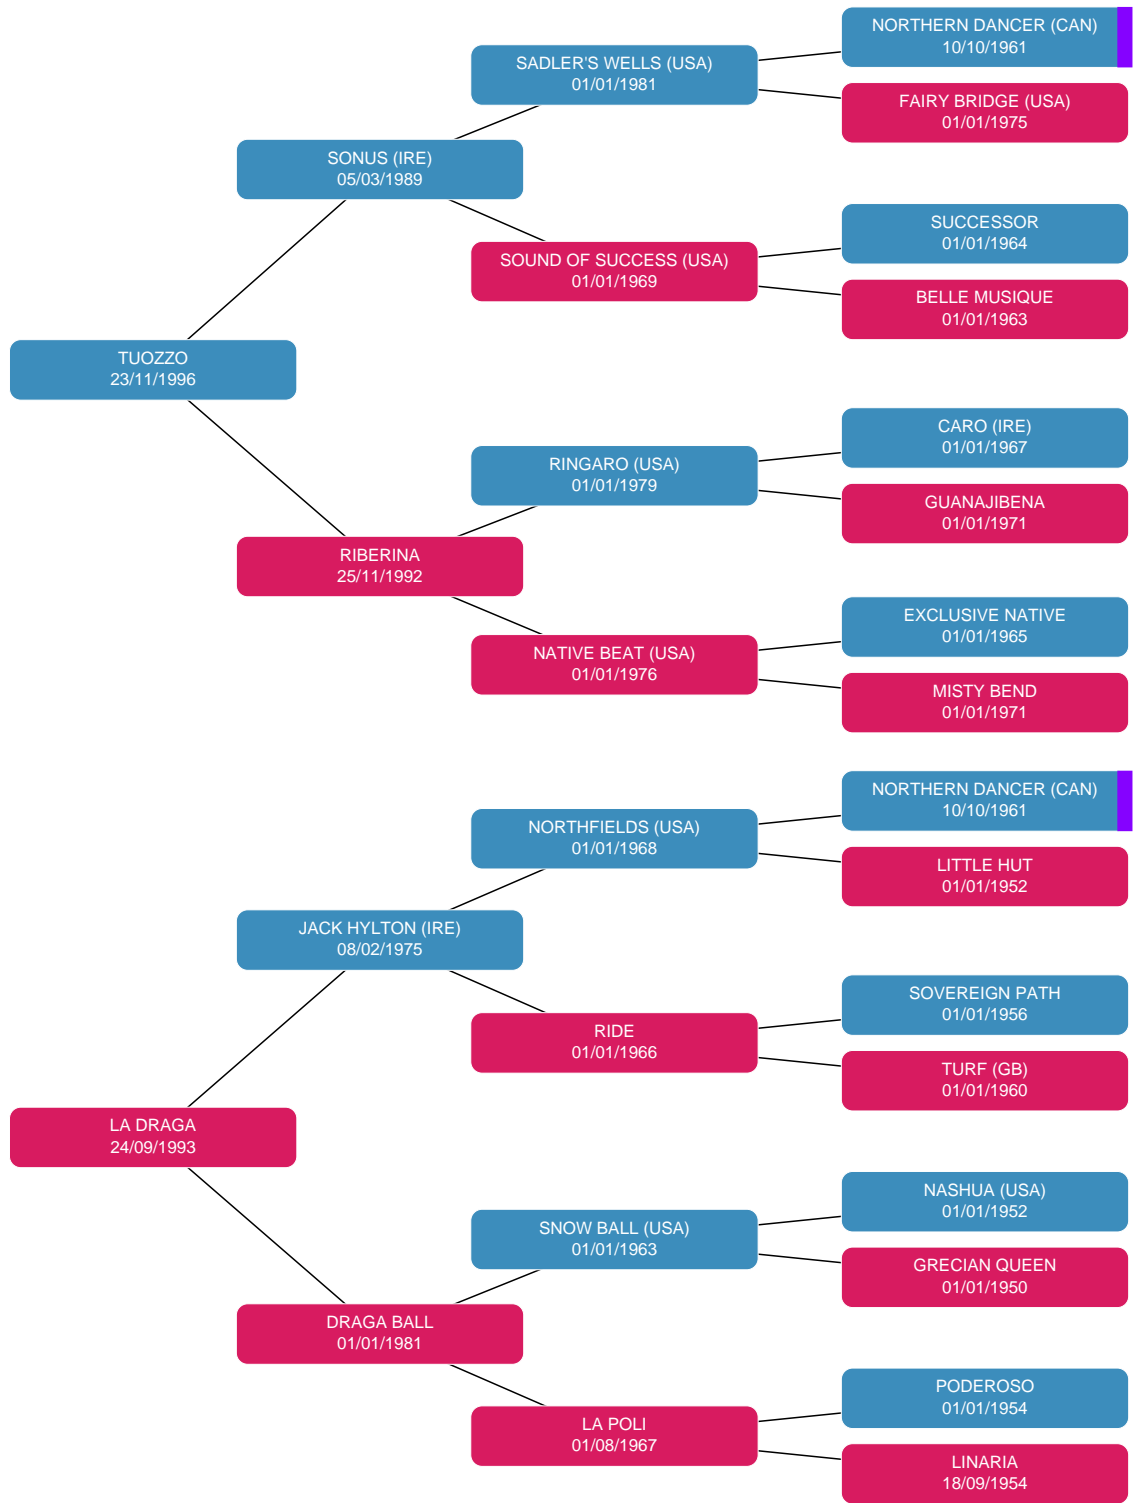 NORTHERN DANCER (CAN)
10/10/1961
SADLER'S WELLS (USA)
01/01/1981
FAIRY BRIDGE (USA)
01/01/1975
SONUS (IRE)
05/03/1989
SUCCESSOR
01/01/1964
SOUND OF SUCCESS (USA)
01/01/1969
BELLE MUSIQUE
01/01/1963
TUOZZO
23/11/1996
CARO (IRE)
01/01/1967
RINGARO (USA)
01/01/1979
GUANAJIBENA
01/01/1971
RIBERINA
25/11/1992
EXCLUSIVE NATIVE
01/01/1965
NATIVE BEAT (USA)
01/01/1976
MISTY BEND
01/01/1971
NORTHERN DANCER (CAN)
10/10/1961
NORTHFIELDS (USA)
01/01/1968
LITTLE HUT
01/01/1952
JACK HYLTON (IRE)
08/02/1975
SOVEREIGN PATH
01/01/1956
RIDE
01/01/1966
TURF (GB)
01/01/1960
LA DRAGA
24/09/1993
NASHUA (USA)
01/01/1952
SNOW BALL (USA)
01/01/1963
GRECIAN QUEEN
01/01/1950
DRAGA BALL
01/01/1981
PODEROSO
01/01/1954
LA POLI
01/08/1967
LINARIA
18/09/1954